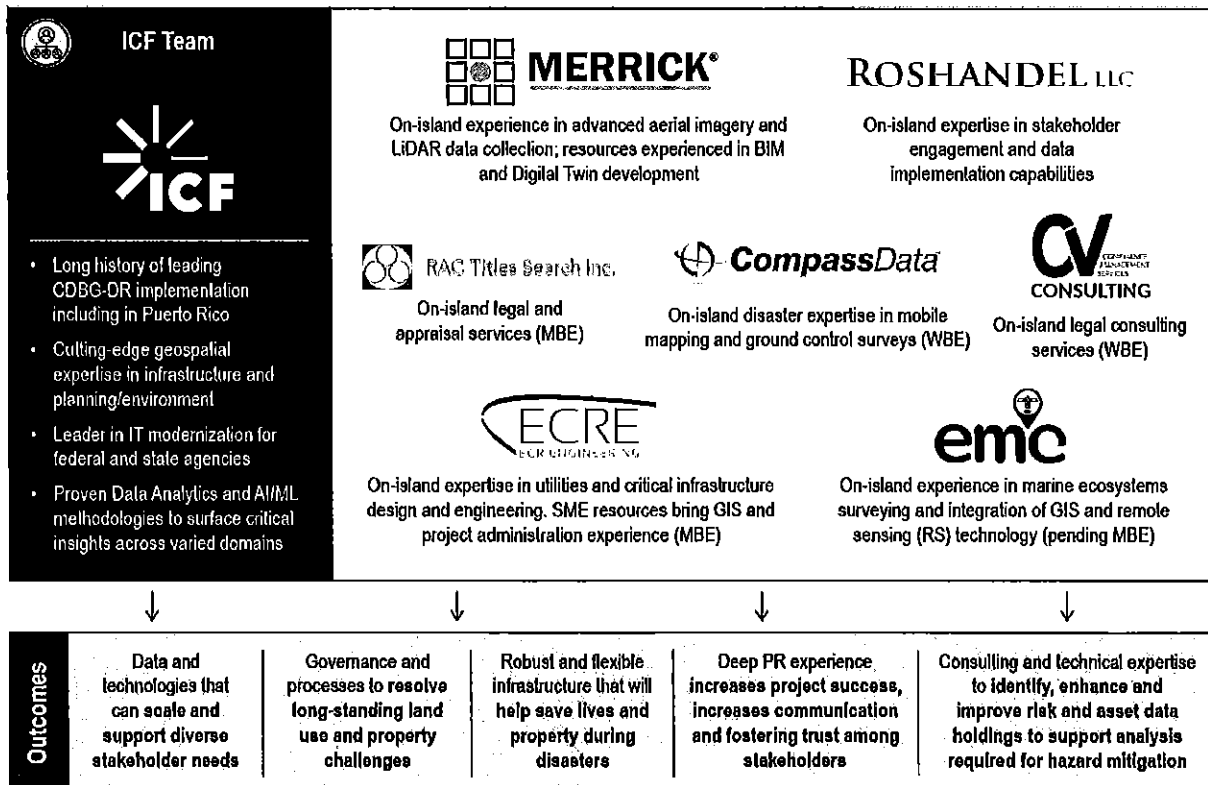 ICF Team
ICF
• Long history of leading
CDBG-DR implementation
including in Puerto Rico
• Cutting-edge geospatial
expertise in infrastructure and
planning/environment
• Leader in IT modernization for
federal and state agencies
• Proven Data Analytics and AI/ML
methodologies to surface critical
insights across varied domains
MERRICK®
On-island experience in advanced aerial imagery and
LiDAR data collection; resources experienced in BIM
and Digital Twin development
ROSHANDEL LLC
On-island expertise in stakeholder
engagement and data
implementation capabilities
RAC Titles Search Inc.
On-island legal and
appraisal services (MBE)
CompassData
On-island disaster expertise in mobile
mapping and ground control surveys (WBE)
CV
MANAGEMENT
SERVICES
CONSULTING
On-island legal consulting
services (WBE)
ECRE
ECR ENGINEERING
On-island expertise in utilities and critical infrastructure
design and engineering. SME resources bring GIS and
project administration experience (MBE)
emc
On-island experience in marine ecosystems
surveying and integration of GIS and remote
sensing (RS) technology (pending MBE)
Outcomes
Data and
technologies that
can scale and
support diverse
stakeholder needs
Governance and
processes to resolve
long-standing land
use and property
challenges
Robust and flexible
infrastructure that will
help save lives and
property during
disasters
Deep PR experience
increases project success,
increases communication
and fostering trust among
stakeholders
Consulting and technical expertise
to identify, enhance and
improve risk and asset data
holdings to support analysis
required for hazard mitigation